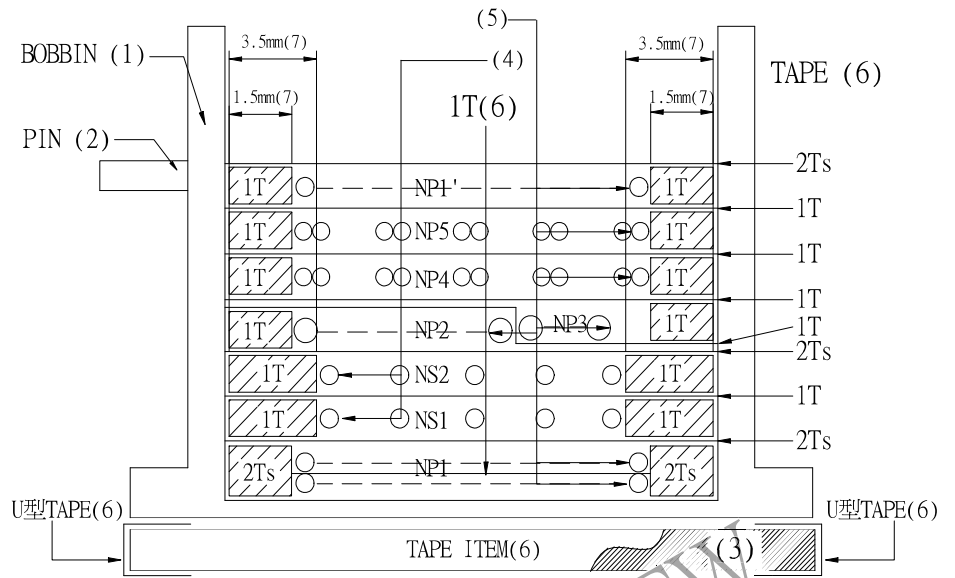 (5)
3.5mm(7)
3.5mm(7)
BOBBIN (1)
(4)
TAPE (6)
1.5mm(7)
1T(6)
1.5mm(7)
PIN (2)
2Ts
1T NP1' 1T
1T
1T NP5 1T
1T
1T NP4 1T
1T
1T NP2 NP3 1T
1T
2Ts
1T NS2 1T
1T
1T NS1 1T
2Ts
2Ts NP1 2Ts
U型TAPE(6)
U型TAPE(6)
TAPE ITEM(6)
(3)